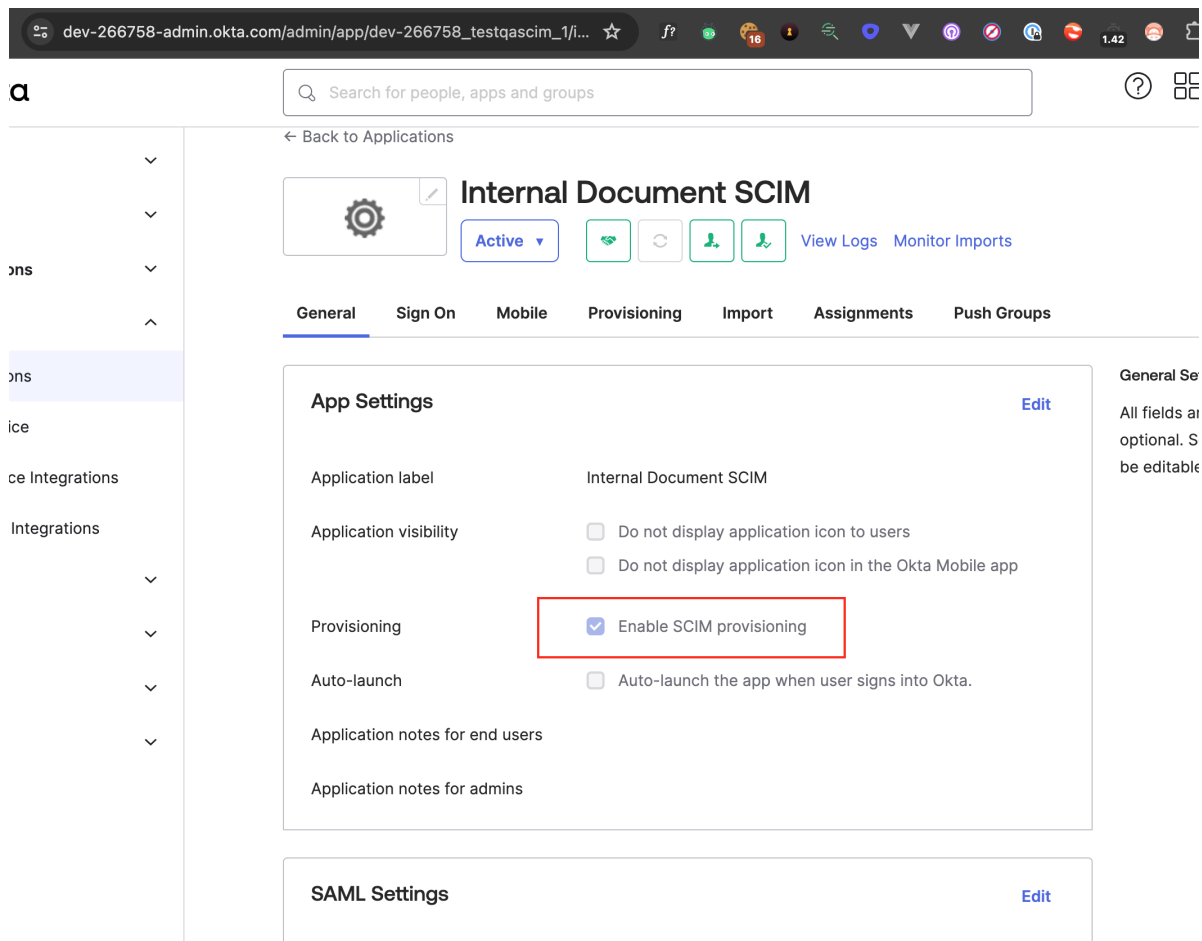 dev-266758-admin.okta.com/admin/app/dev-266758_testqascim_1/i...
f?
16
1.42
ta
Search for people, apps and groups
← Back to Applications
Internal Document SCIM
Active ▼
View Logs
Monitor Imports
General
Sign On
Mobile
Provisioning
Import
Assignments
Push Groups
ons
ons
ice
ce Integrations
Integrations
App Settings
Edit
Application label
Internal Document SCIM
Application visibility
Do not display application icon to users
Do not display application icon in the Okta Mobile app
Provisioning
Enable SCIM provisioning
Auto-launch
Auto-launch the app when user signs into Okta.
Application notes for end users
Application notes for admins
SAML Settings
Edit
General Se
All fields a
optional. S
be editable